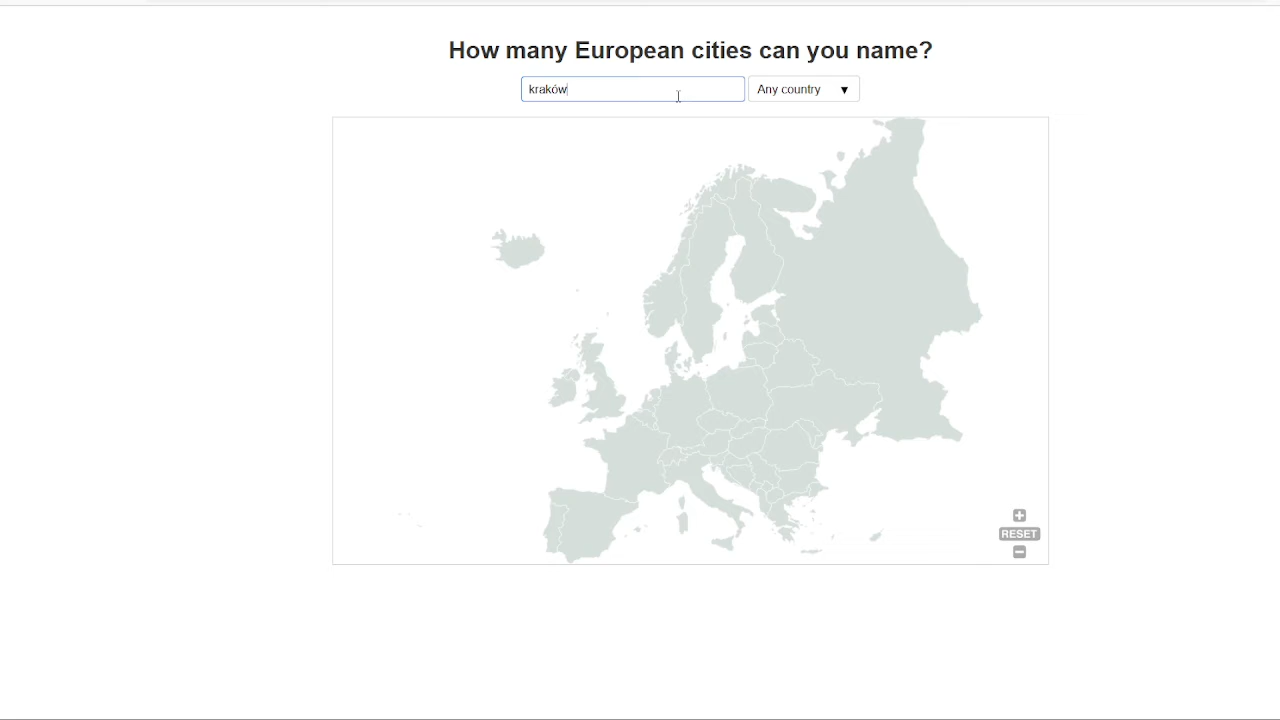 How many European cities can you name?
kraków
Any country ▼
+
RESET
−